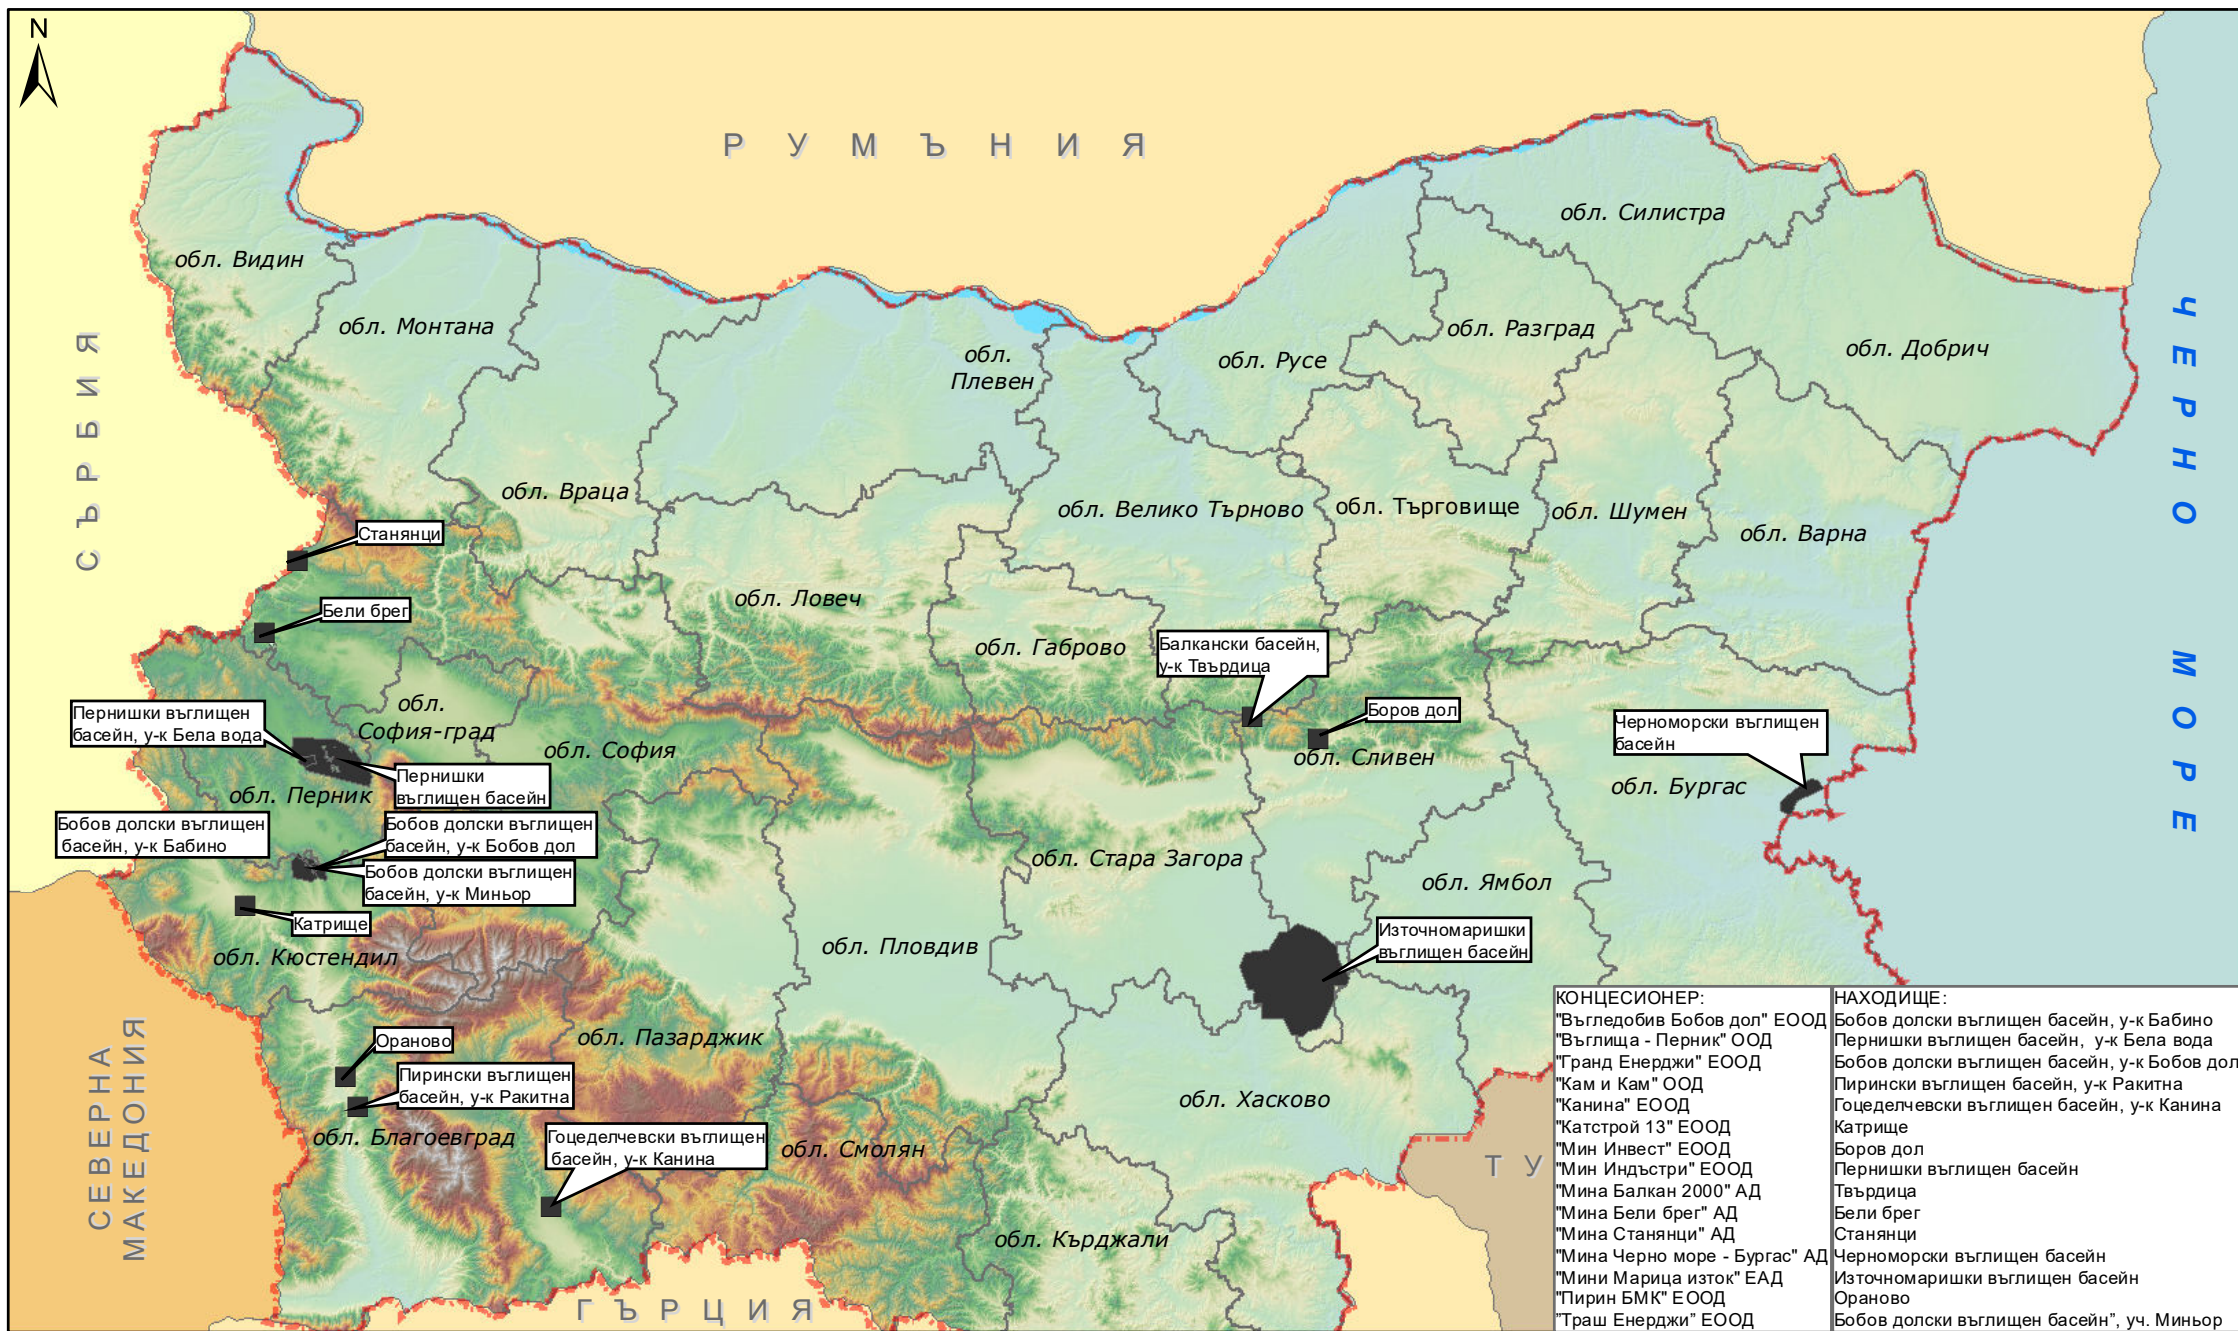 N
РУМЪНИЯ
СЪРБИЯ
ЧЕРНО МОРЕ
СЕВЕРНА
МАКЕДОНИЯ
ГЪРЦИЯ
ТУ
обл. Видин
обл. Монтана
обл. Враца
обл.
Плевен
обл. Русе
обл. Силистра
обл. Разград
обл. Добрич
обл. Велико Търново
обл. Търговище
обл. Шумен
обл. Варна
обл. Ловеч
обл. Габрово
обл.
София-град
обл. София
обл. Перник
обл. Сливен
обл. Бургас
обл. Стара Загора
обл. Ямбол
обл. Пловдив
обл. Кюстендил
обл. Пазарджик
обл. Хасково
обл. Благоевград
обл. Смолян
обл. Кърджали
Станянци
Бели брег
Балкански басейн,
у-к Твърдица
Боров дол
Черноморски въглищен
басейн
Пернишки въглищен
басейн, у-к Бела вода
Пернишки
въглищен басейн
Бобов долски въглищен
басейн, у-к Бабино
Бобов долски въглищен
басейн, у-к Бобов дол
Бобов долски въглищен
басейн, у-к Миньор
Катрище
Източномаришки
въглищен басейн
Ораново
Пирински въглищен
басейн, у-к Ракитна
Гоцеделчевски въглищен
басейн, у-к Канина
КОНЦЕСИОНЕР: НАХОДИЩЕ:
"Въгледобив Бобов дол" ЕООД Бобов долски въглищен басейн, у-к Бабино
"Въглища - Перник" ООД Пернишки въглищен басейн, у-к Бела вода
"Гранд Енерджи" ЕООД Бобов долски въглищен басейн, у-к Бобов дол
"Кам и Кам" ООД Пирински въглищен басейн, у-к Ракитна
"Канина" ЕООД Гоцеделчевски въглищен басейн, у-к Канина
"Катстрой 13" ЕООД Катрище
"Мин Инвест" ЕООД Боров дол
"Мин Индъстри" ЕООД Пернишки въглищен басейн
"Мина Балкан 2000" АД Твърдица
"Мина Бели брег" АД Бели брег
"Мина Станянци" АД Станянци
"Мина Черно море - Бургас" АД Черноморски въглищен басейн
"Мини Марица изток" ЕАД Източномаришки въглищен басейн
"Пирин БМК" ЕООД Ораново
"Траш Енерджи" ЕООД Бобов долски въглищен басейн", уч. Миньор